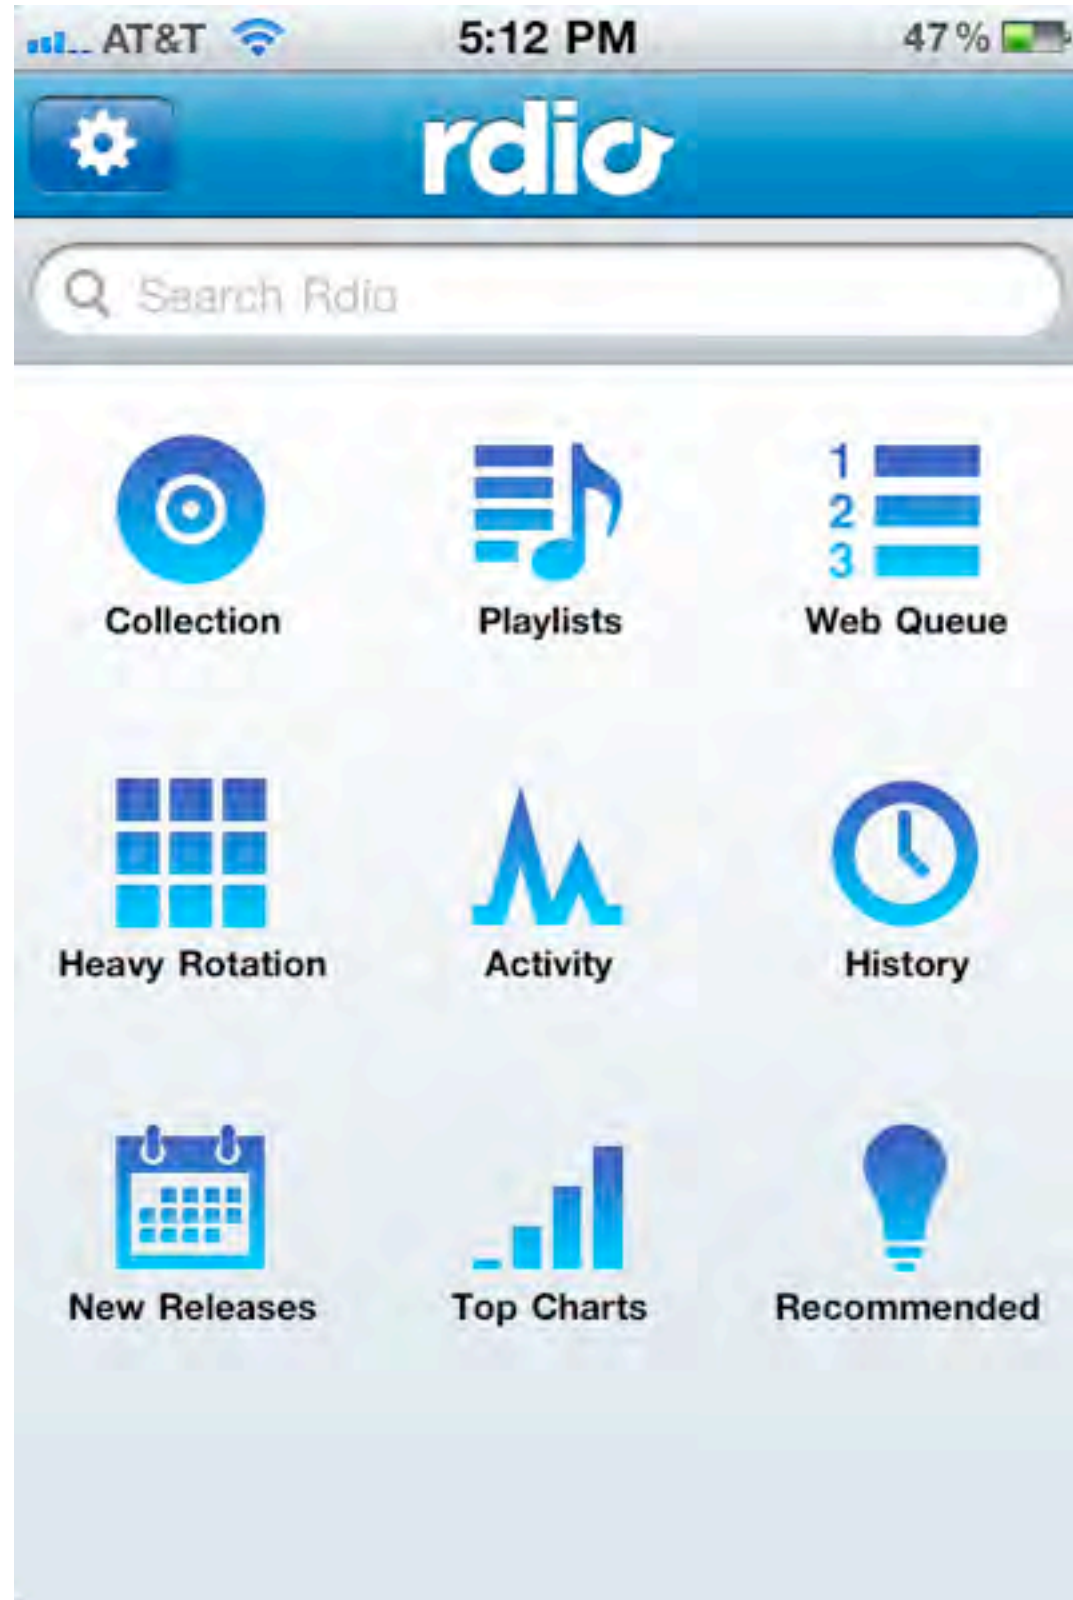 AT&T 5:12 PM 47%
rdio
Search Rdio
1
2
3
Collection Playlists Web Queue
Heavy Rotation Activity History
New Releases Top Charts Recommended